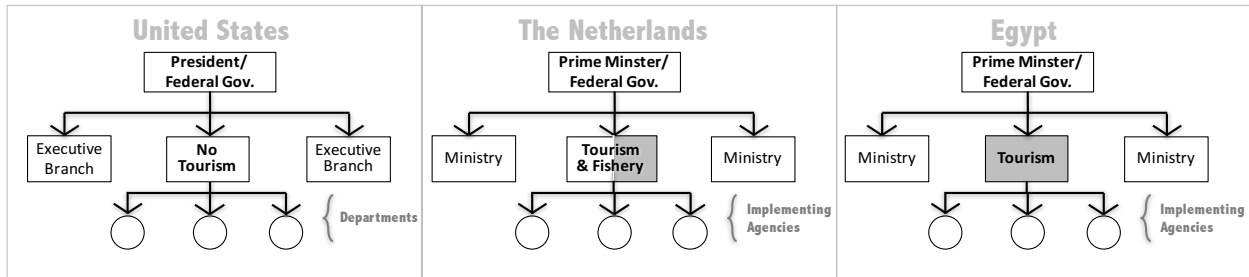 United States
President/
Federal Gov.
Executive
Branch
No
Tourism
Executive
Branch
Departments
The Netherlands
Prime Minster/
Federal Gov.
Ministry
Tourism
& Fishery
Ministry
Implementing
Agencies
Egypt
Prime Minster/
Federal Gov.
Ministry
Tourism
Ministry
Implementing
Agencies